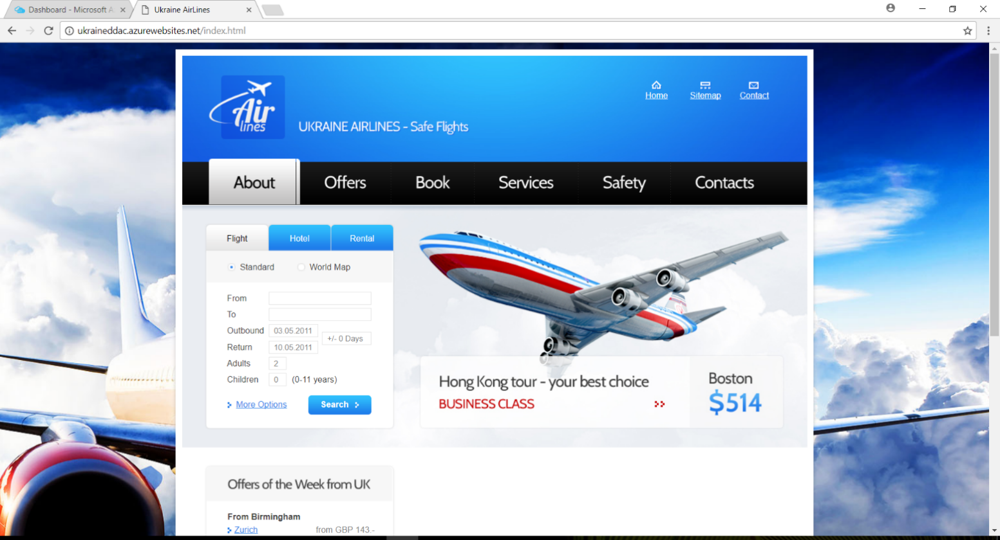 Dashboard - Microsoft A
Ukraine AirLines
ukraineddac.azurewebsites.net/index.html
Air
lines
UKRAINE AIRLINES - Safe Flights
Home
Sitemap
Contact
About
Offers
Book
Services
Safety
Contacts
Flight
Hotel
Rental
Standard
World Map
From
To
Outbound 03.05.2011
+/- 0 Days
Return 10.05.2011
Adults 2
Children 0 (0-11 years)
More Options
Search
Hong Kong tour - your best choice
BUSINESS CLASS
Boston
$514
Offers of the Week from UK
From Birmingham
Zurich from GBP 143.-